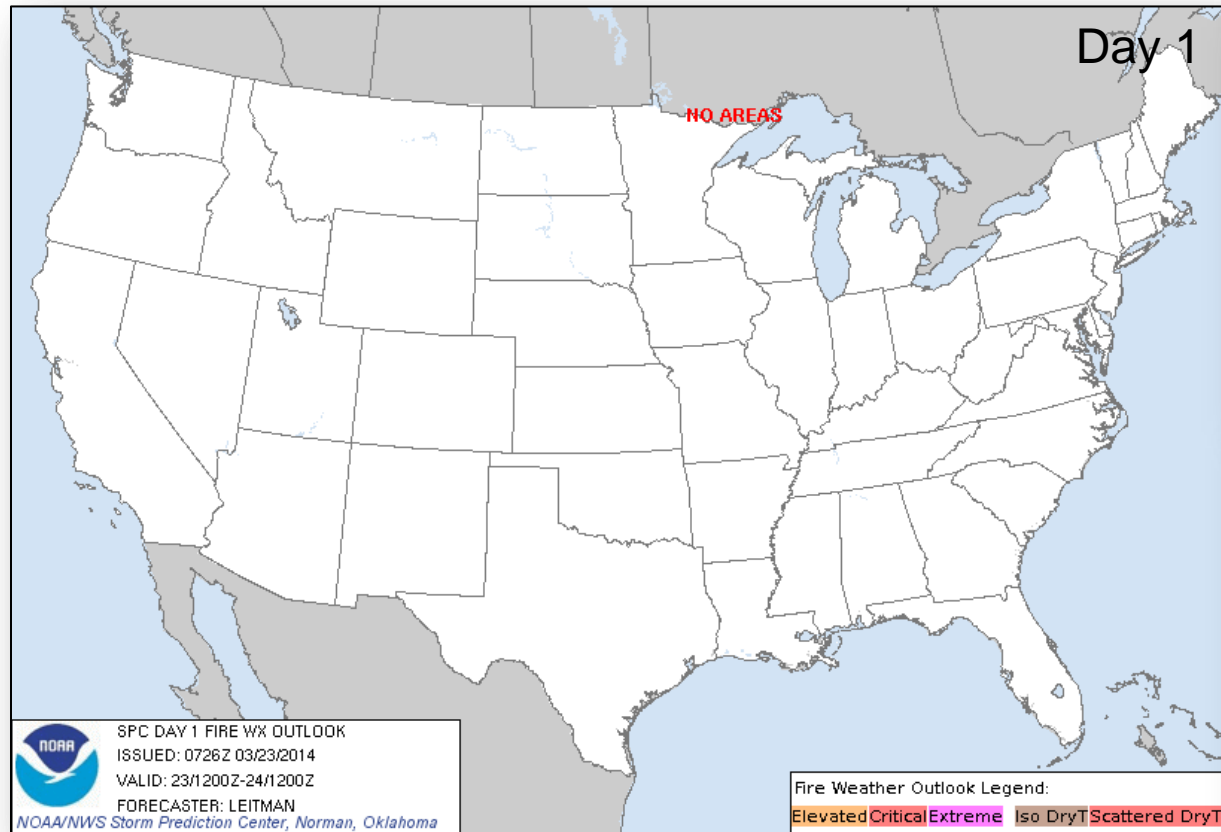 Day 1
NO AREAS
NOAA
SPC DAY 1 FIRE WX OUTLOOK
ISSUED: 0726Z 03/23/2014
VALID: 23/1200Z-24/1200Z
FORECASTER: LEITMAN
NOAA/NWS Storm Prediction Center, Norman, Oklahoma
Fire Weather Outlook Legend:
Elevated Critical Extreme Iso DryT Scattered DryT